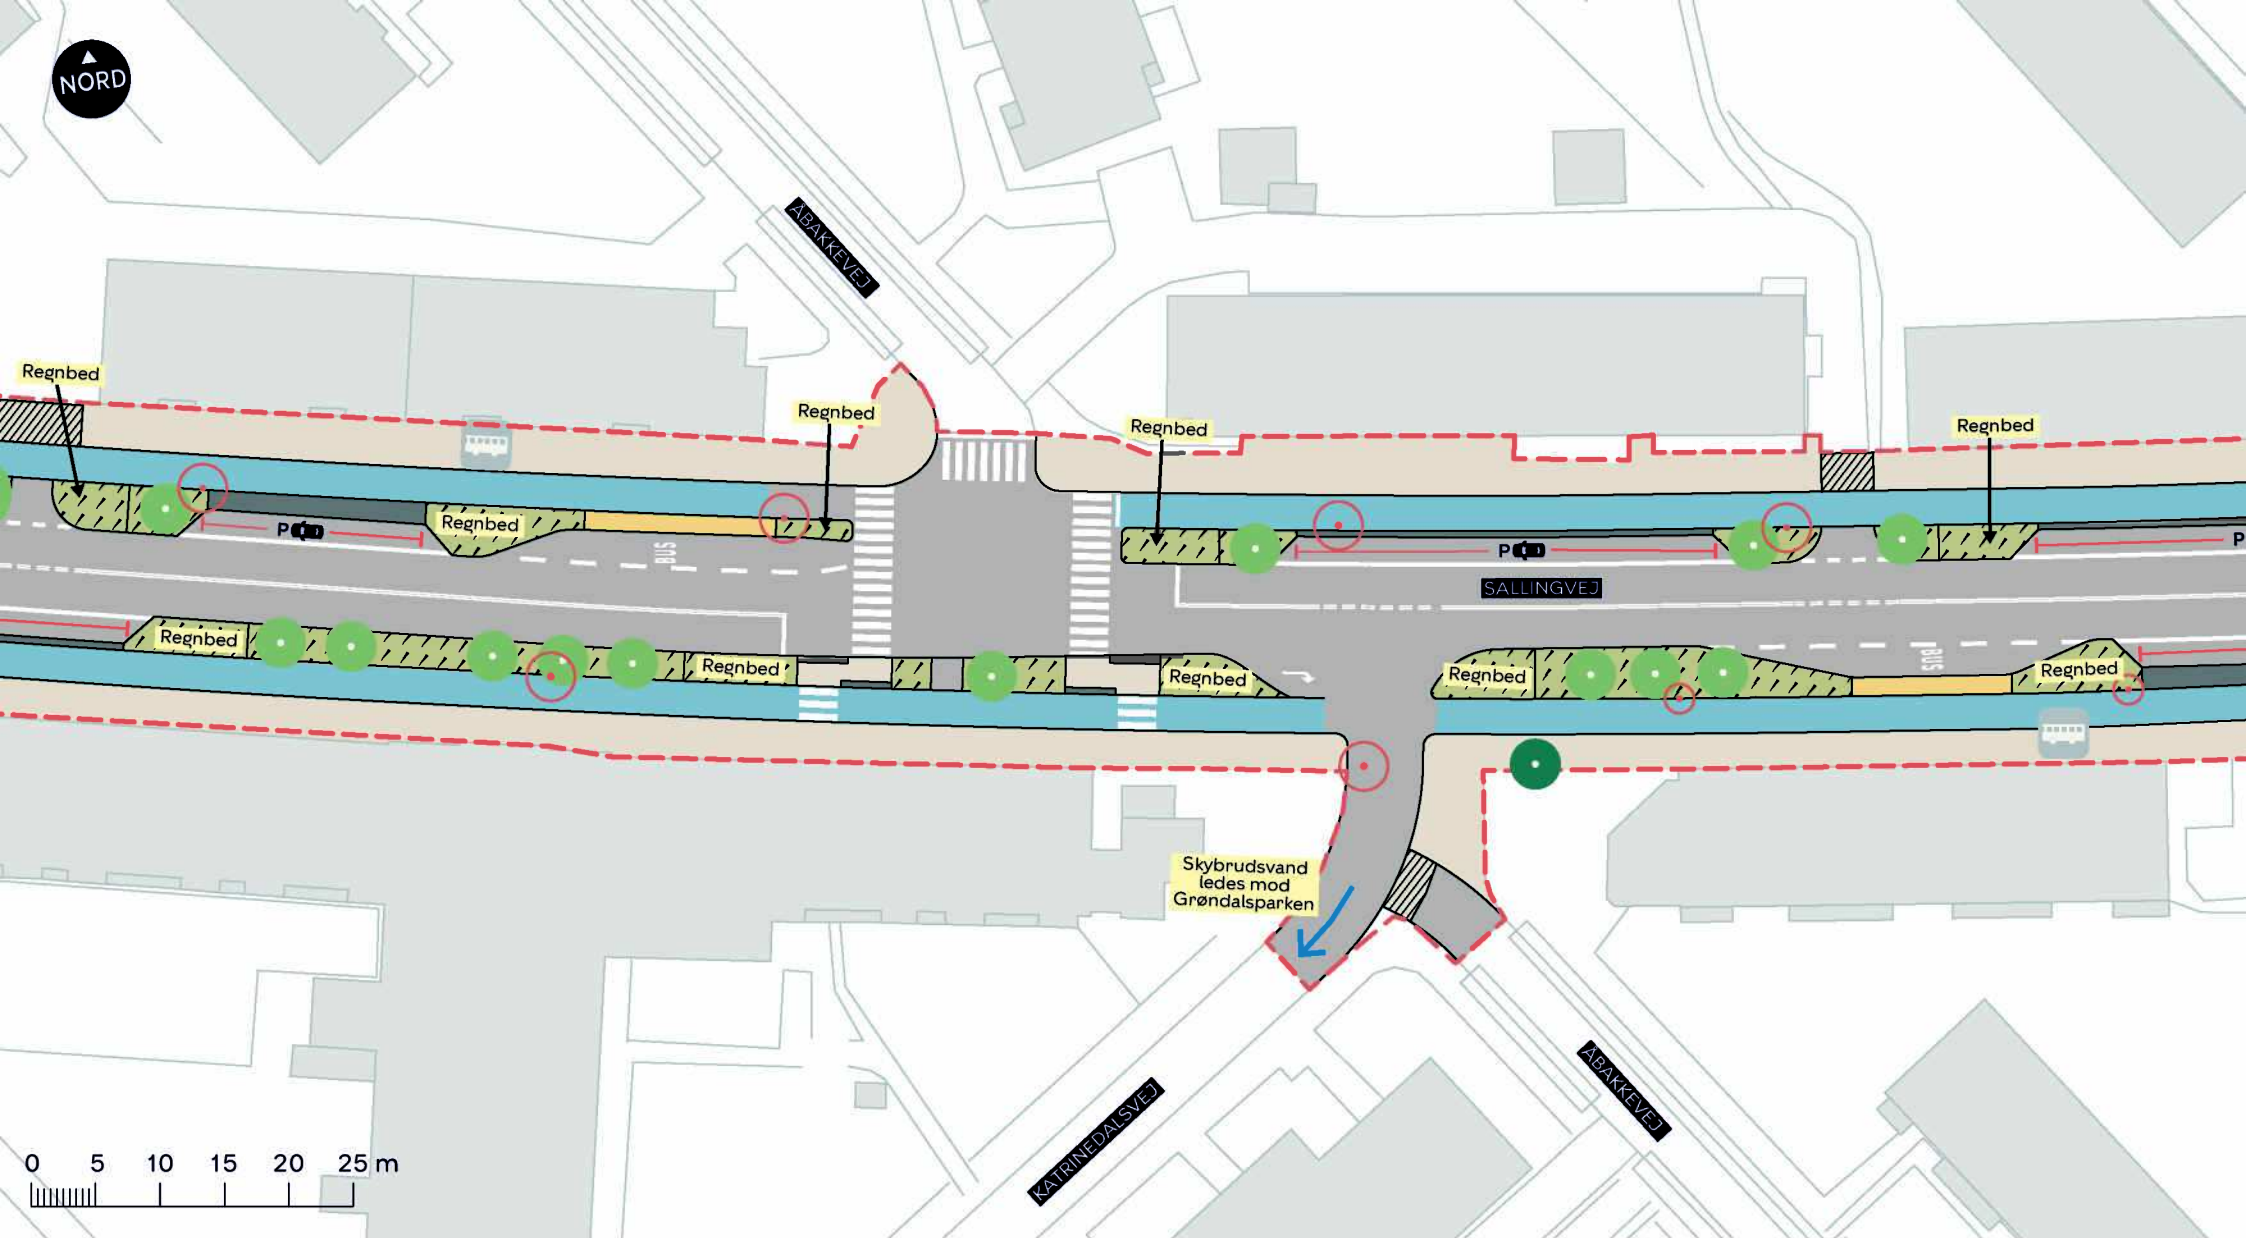 NORD
ÅBAKKEVEJ
Regnbed
Regnbed
Regnbed
Regnbed
Regnbed
P
BUS
P
P
SALLINGVEJ
Regnbed
Regnbed
Regnbed
Regnbed
BUS
Regnbed
Skybrudsvand
ledes mod
Grøndalsparken
KATRINEDALSVEJ
ÅBAKKEVEJ
0 5 10 15 20 25 m